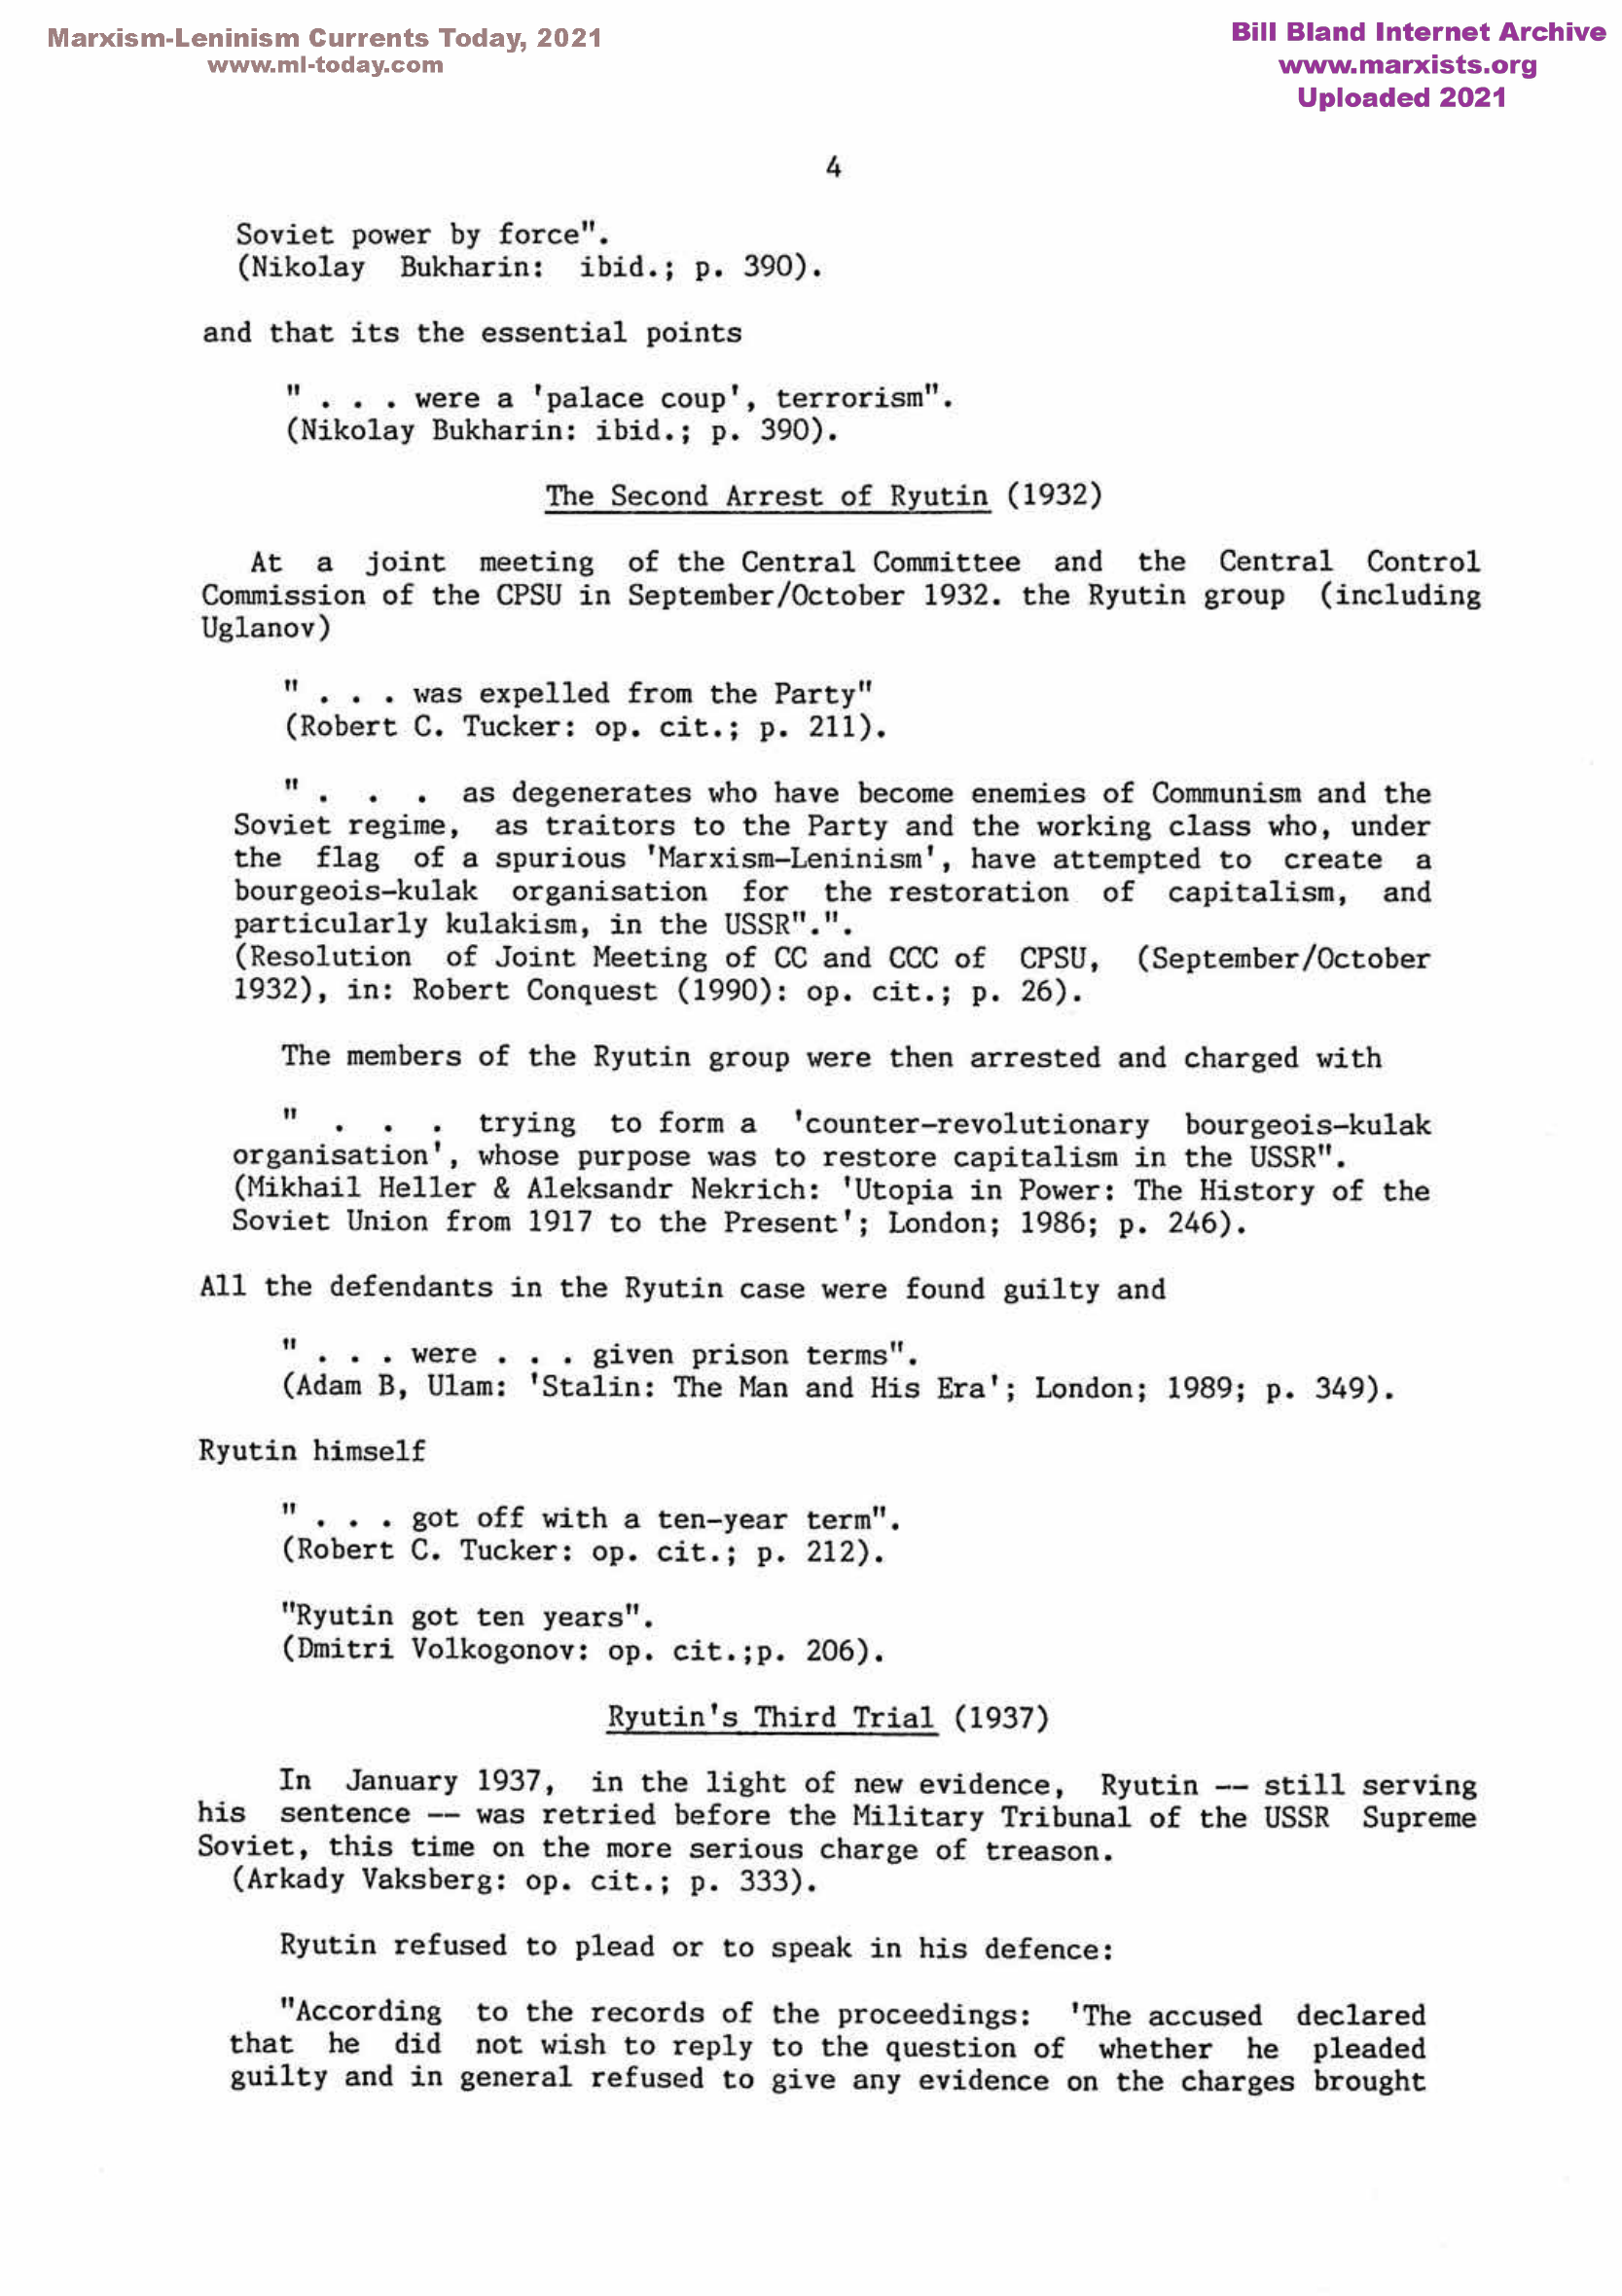 Marxism-Leninism Currents Today, 2021
www.ml-today.com
Bill Bland Internet Archive
www.marxists.org
Uploaded 2021
4
Soviet power by force".
(Nikolay Bukharin: ibid.; p. 390).
and that its the essential points
" . . . were a 'palace coup', terrorism".
(Nikolay Bukharin: ibid.; p. 390).
The Second Arrest of Ryutin (1932)
At a joint meeting of the Central Committee and the Central Control
Commission of the CPSU in September/October 1932. the Ryutin group (including
Uglanov)
" . . . was expelled from the Party"
(Robert C. Tucker: op. cit.; p. 211).
" . . . as degenerates who have become enemies of Communism and the
Soviet regime, as traitors to the Party and the working class who, under
the flag of a spurious 'Marxism-Leninism', have attempted to create a
bourgeois-kulak organisation for the restoration of capitalism, and
particularly kulakism, in the USSR".".
(Resolution of Joint Meeting of CC and CCC of CPSU, (September/October
1932), in: Robert Conquest (1990): op. cit.; p. 26).
The members of the Ryutin group were then arrested and charged with
" . . . trying to form a 'counter-revolutionary bourgeois-kulak
organisation', whose purpose was to restore capitalism in the USSR".
(Mikhail Heller & Aleksandr Nekrich: 'Utopia in Power: The History of the
Soviet Union from 1917 to the Present'; London; 1986; p. 246).
All the defendants in the Ryutin case were found guilty and
" . . . were . . . given prison terms".
(Adam B, Ulam: 'Stalin: The Man and His Era'; London; 1989; p. 349).
Ryutin himself
" . . . got off with a ten-year term".
(Robert C. Tucker: op. cit.; p. 212).
"Ryutin got ten years".
(Dmitri Volkogonov: op. cit.;p. 206).
Ryutin's Third Trial (1937)
In January 1937, in the light of new evidence, Ryutin -- still serving
his sentence -- was retried before the Military Tribunal of the USSR Supreme
Soviet, this time on the more serious charge of treason.
(Arkady Vaksberg: op. cit.; p. 333).
Ryutin refused to plead or to speak in his defence:
"According to the records of the proceedings: 'The accused declared
that he did not wish to reply to the question of whether he pleaded
guilty and in general refused to give any evidence on the charges brought